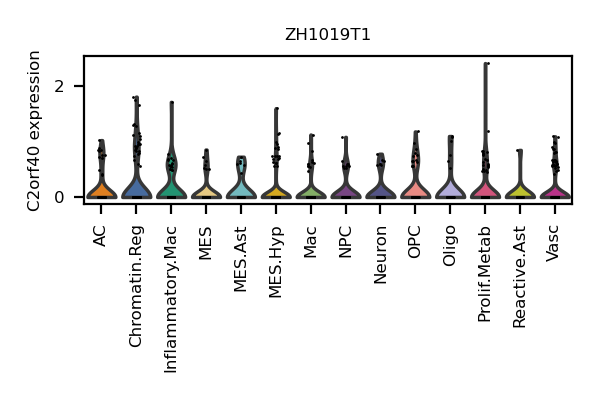 ZH1019T1
C2orf40 expression
2
0
AC
Chromatin.Reg
Inflammatory.Mac
MES
MES.Ast
MES.Hyp
Mac
NPC
Neuron
OPC
Oligo
Prolif.Metab
Reactive.Ast
Vasc